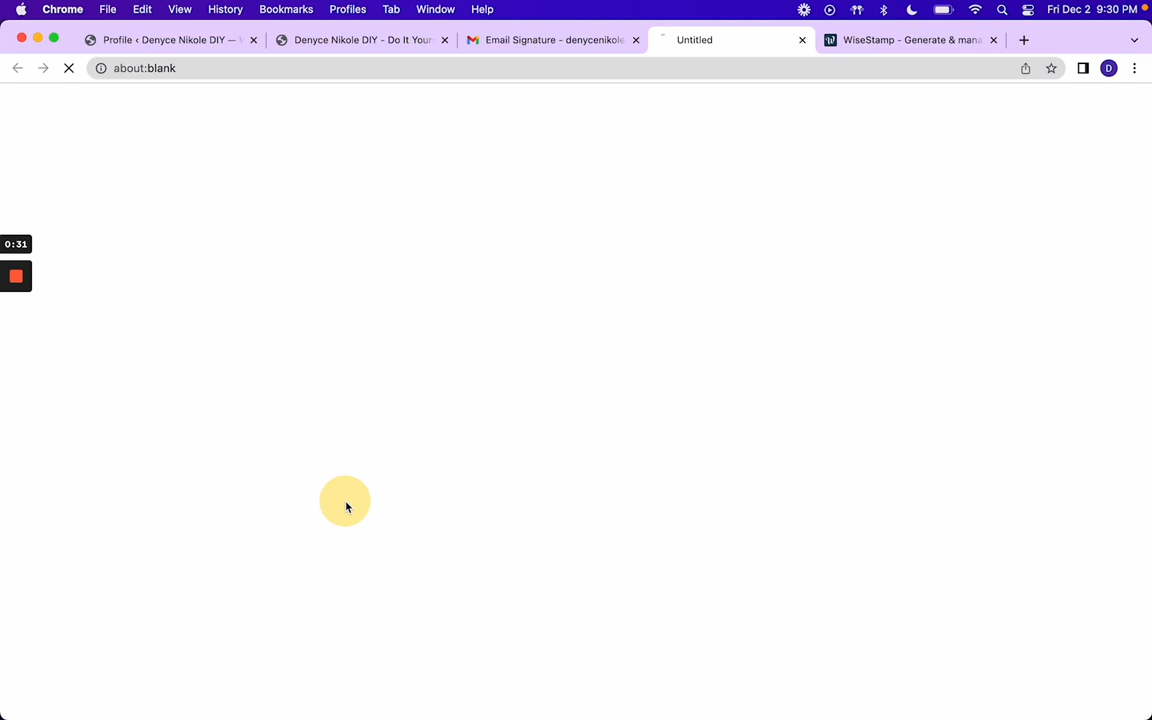 Chrome File Edit View History Bookmarks Profiles Tab Window Help Fri Dec 2 9:30 PM
Profile ‹ Denyce Nikole DIY — Denyce Nikole DIY - Do It Your Email Signature - denycenikole Untitled WiseStamp - Generate & mana
about:blank D
0:31